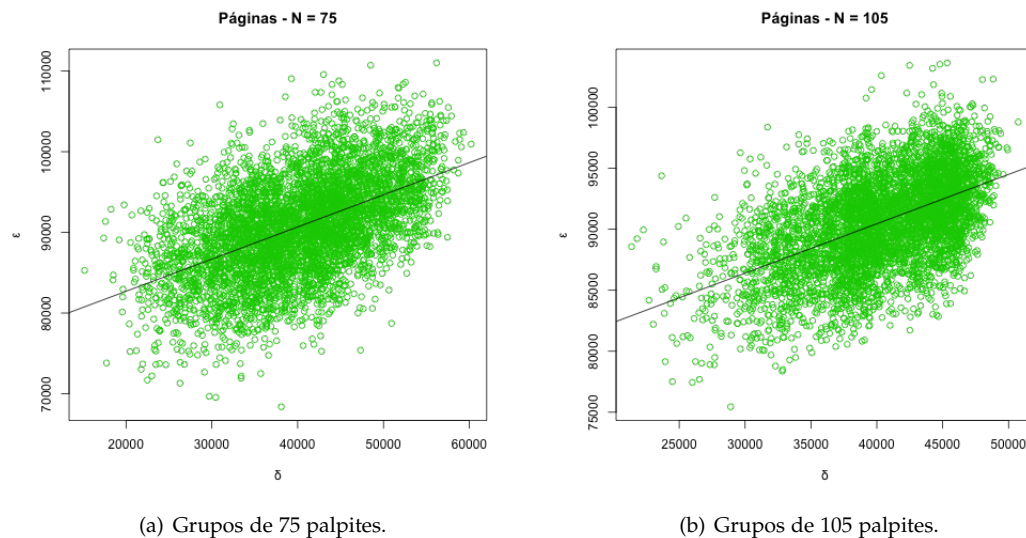 Páginas - N = 75
ε
110000
100000
90000
80000
70000
20000 30000 40000 50000 60000
δ
(a) Grupos de 75 palpites.
Páginas - N = 105
ε
100000
95000
90000
85000
80000
75000
25000 30000 35000 40000 45000 50000
δ
(b) Grupos de 105 palpites.